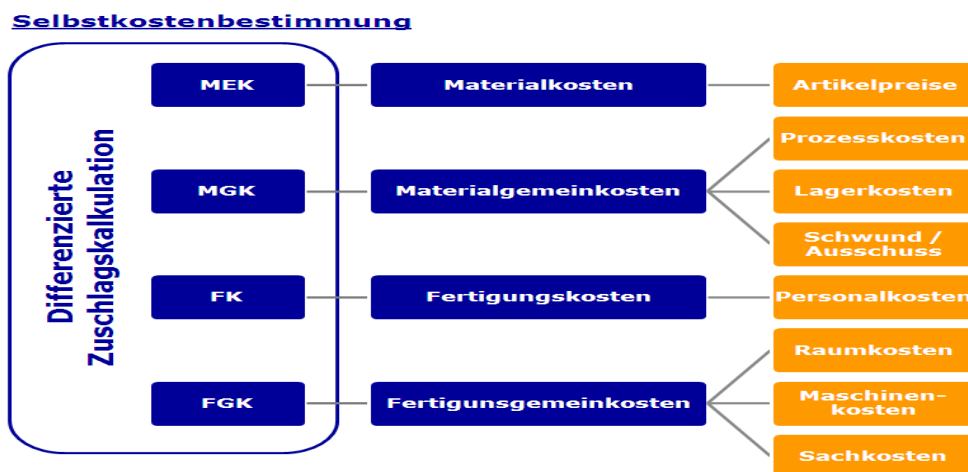 Selbstkostenbestimmung
Differenzierte
Zuschlagskalkulation
MEK
Materialkosten
Artikelpreise
Prozesskosten
MGK
Materialgemeinkosten
Lagerkosten
Schwund /
Ausschuss
FK
Fertigungskosten
Personalkosten
Raumkosten
FGK
Fertigunsgemeinkosten
Maschinen-
kosten
Sachkosten